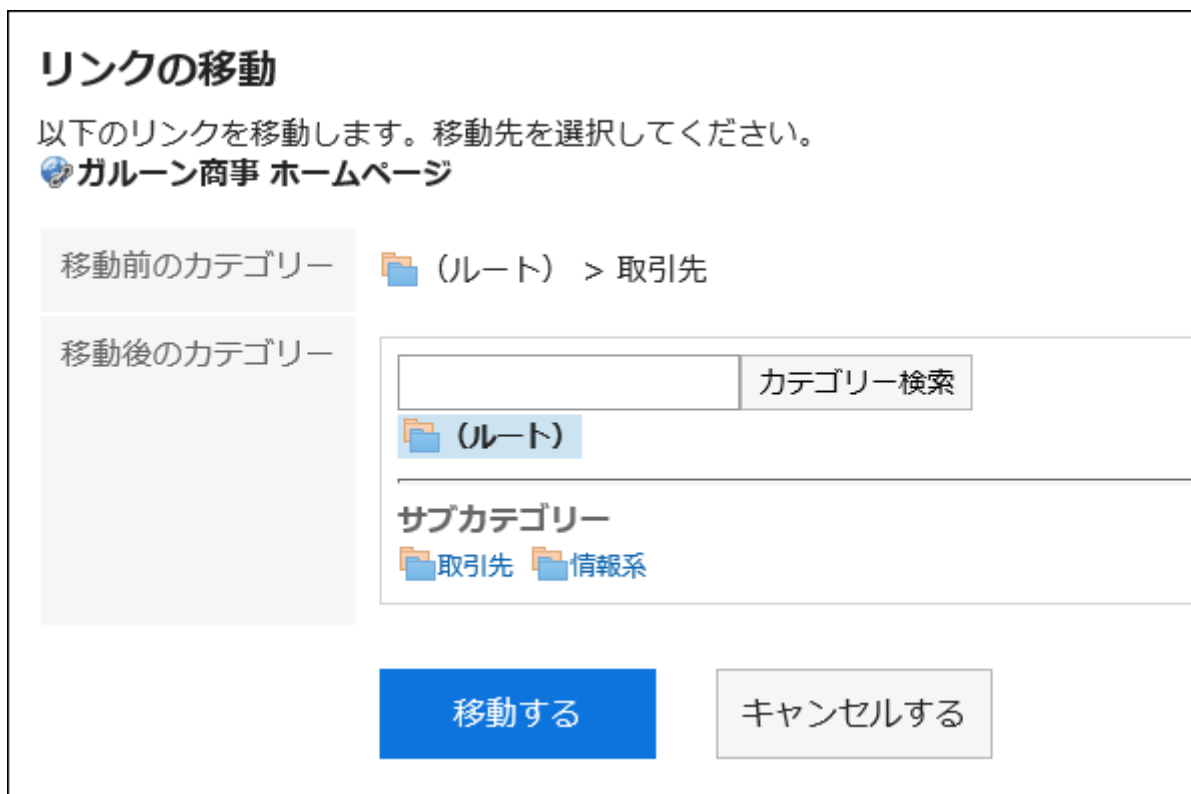 リンクの移動
以下のリンクを移動します。移動先を選択してください。
ガルーン商事 ホームページ
移動前のカテゴリー （ルート） > 取引先
移動後のカテゴリー
カテゴリー検索
（ルート）
サブカテゴリー
取引先 情報系
移動する キャンセルする